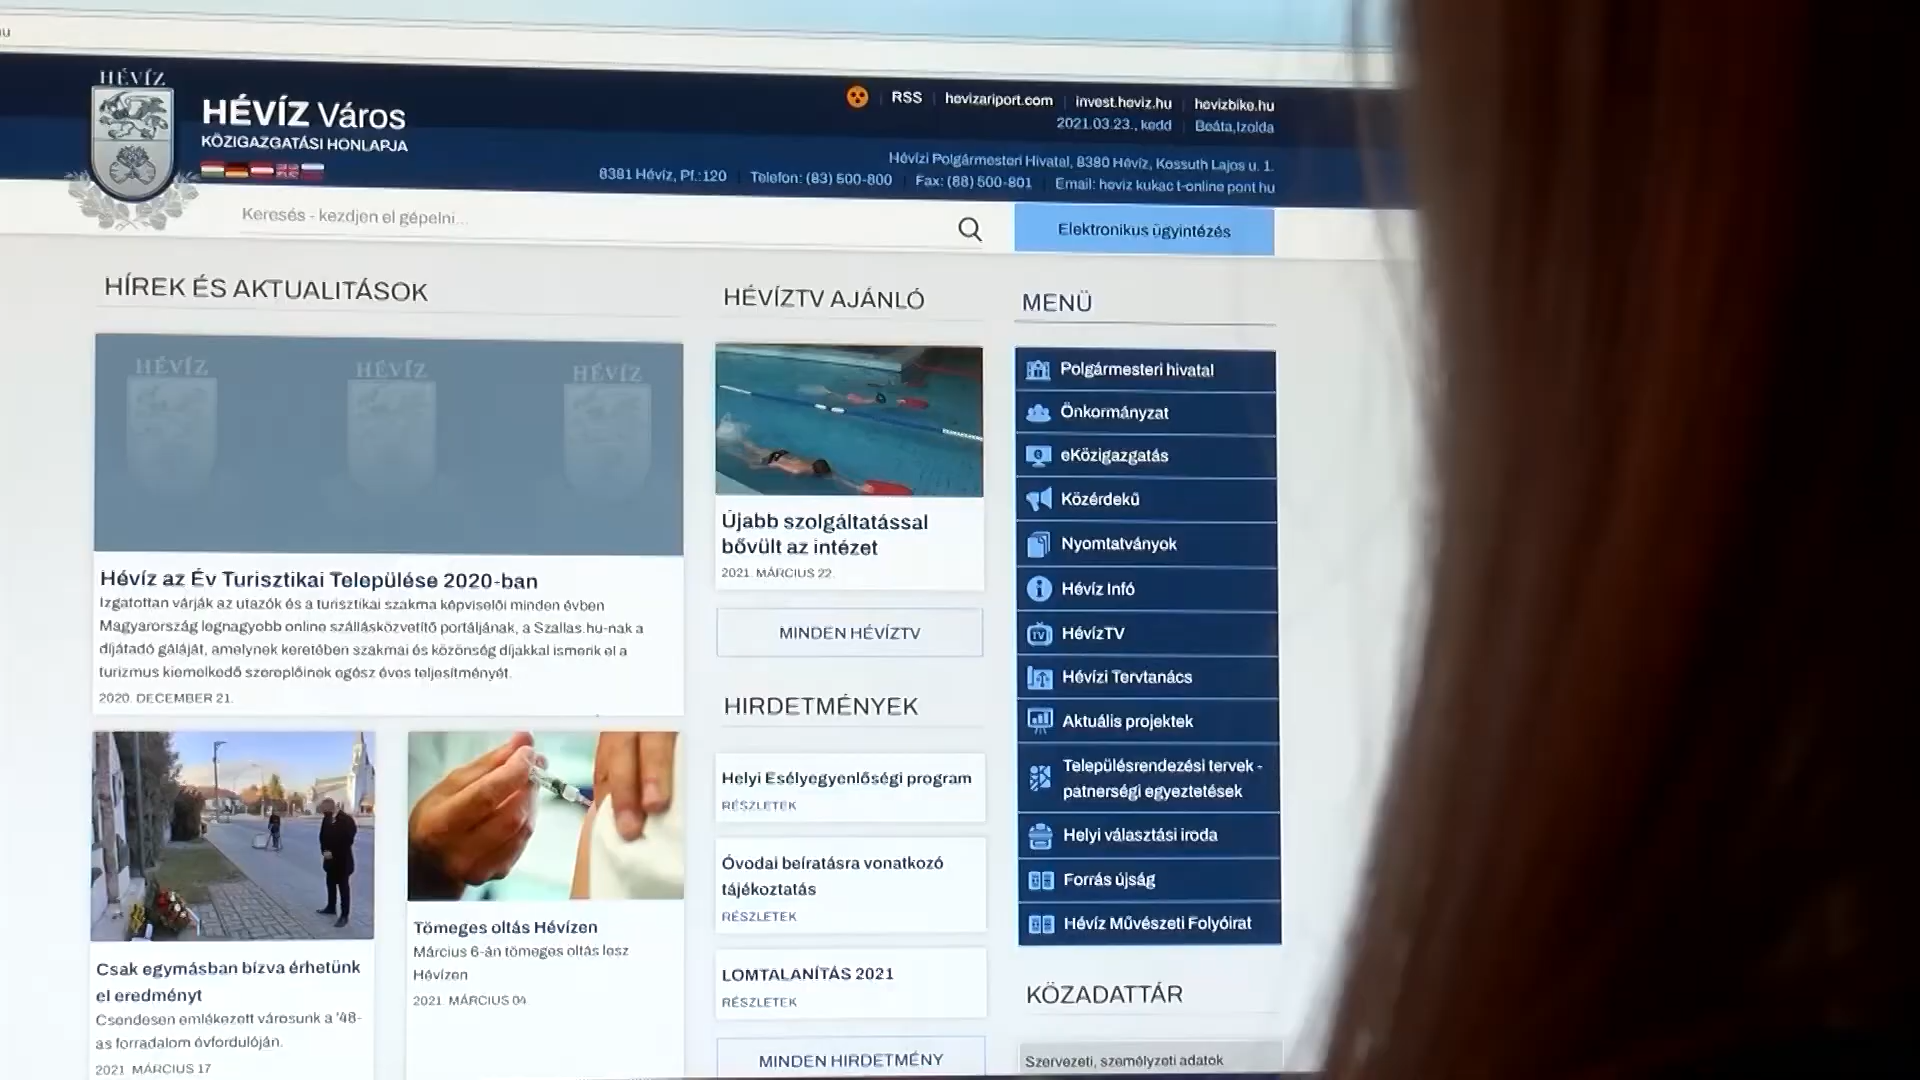 HÉVÍZ
HÉVÍZ Város
KÖZIGAZGATÁSI HONLAPJA
RSS
hevizariport.com
invest.heviz.hu
hevizbike.hu
2021.03.23., kedd
Beáta,Izolda
Hévízi Polgármesteri Hivatal, 8380 Hévíz, Kossuth Lajos u. 1.
8381 Hévíz, Pf.:120
Telefon: (83) 500-800
Fax: (88) 500-801
Email: heviz kukac t-online pont hu
Keresés - kezdjen el gépelni...
Elektronikus ügyintézés
HÍREK ÉS AKTUALITÁSOK
HÉVÍZ
HÉVÍZ
HÉVÍZ
Hévíz az Év Turisztikai Települése 2020-ban
Izgatottan várják az utazók és a turisztikai szakma képviselői minden évben
Magyarország legnagyobb online szállásközvetítő portáljának, a Szallas.hu-nak a
díjátadó gáláját, amelynek keretében szakmai és közönség díjakkal ismerik el a
turizmus kiemelkedő szereplőinek egész éves teljesítményét.
2020. DECEMBER 21.
Csak egymásban bízva érhetünk
el eredményt
Csendesen emlékezett városunk a '48-
as forradalom évfordulóján.
2021. MÁRCIUS 17
Tömeges oltás Hévízen
Március 6-án tömeges oltás lesz
Hévízen
2021. MÁRCIUS 04
HÉVÍZTV AJÁNLÓ
Újabb szolgáltatással
bővült az intézet
2021. MÁRCIUS 22.
MINDEN HÉVÍZTV
HIRDETMÉNYEK
Helyi Esélyegyenlőségi program
RÉSZLETEK
Óvodai beíratásra vonatkozó
tájékoztatás
RÉSZLETEK
LOMTALANÍTÁS 2021
RÉSZLETEK
MINDEN HIRDETMÉNY
MENÜ
Polgármesteri hivatal
Önkormányzat
eKözigazgatás
Közérdekű
Nyomtatványok
Hévíz Infó
HévízTV
Hévízi Tervtanács
Aktuális projektek
Településrendezési tervek -
patnerségi egyeztetések
Helyi választási iroda
Forrás újság
Hévíz Művészeti Folyóirat
KÖZADATTÁR
Szervezeti, személyzeti adatok